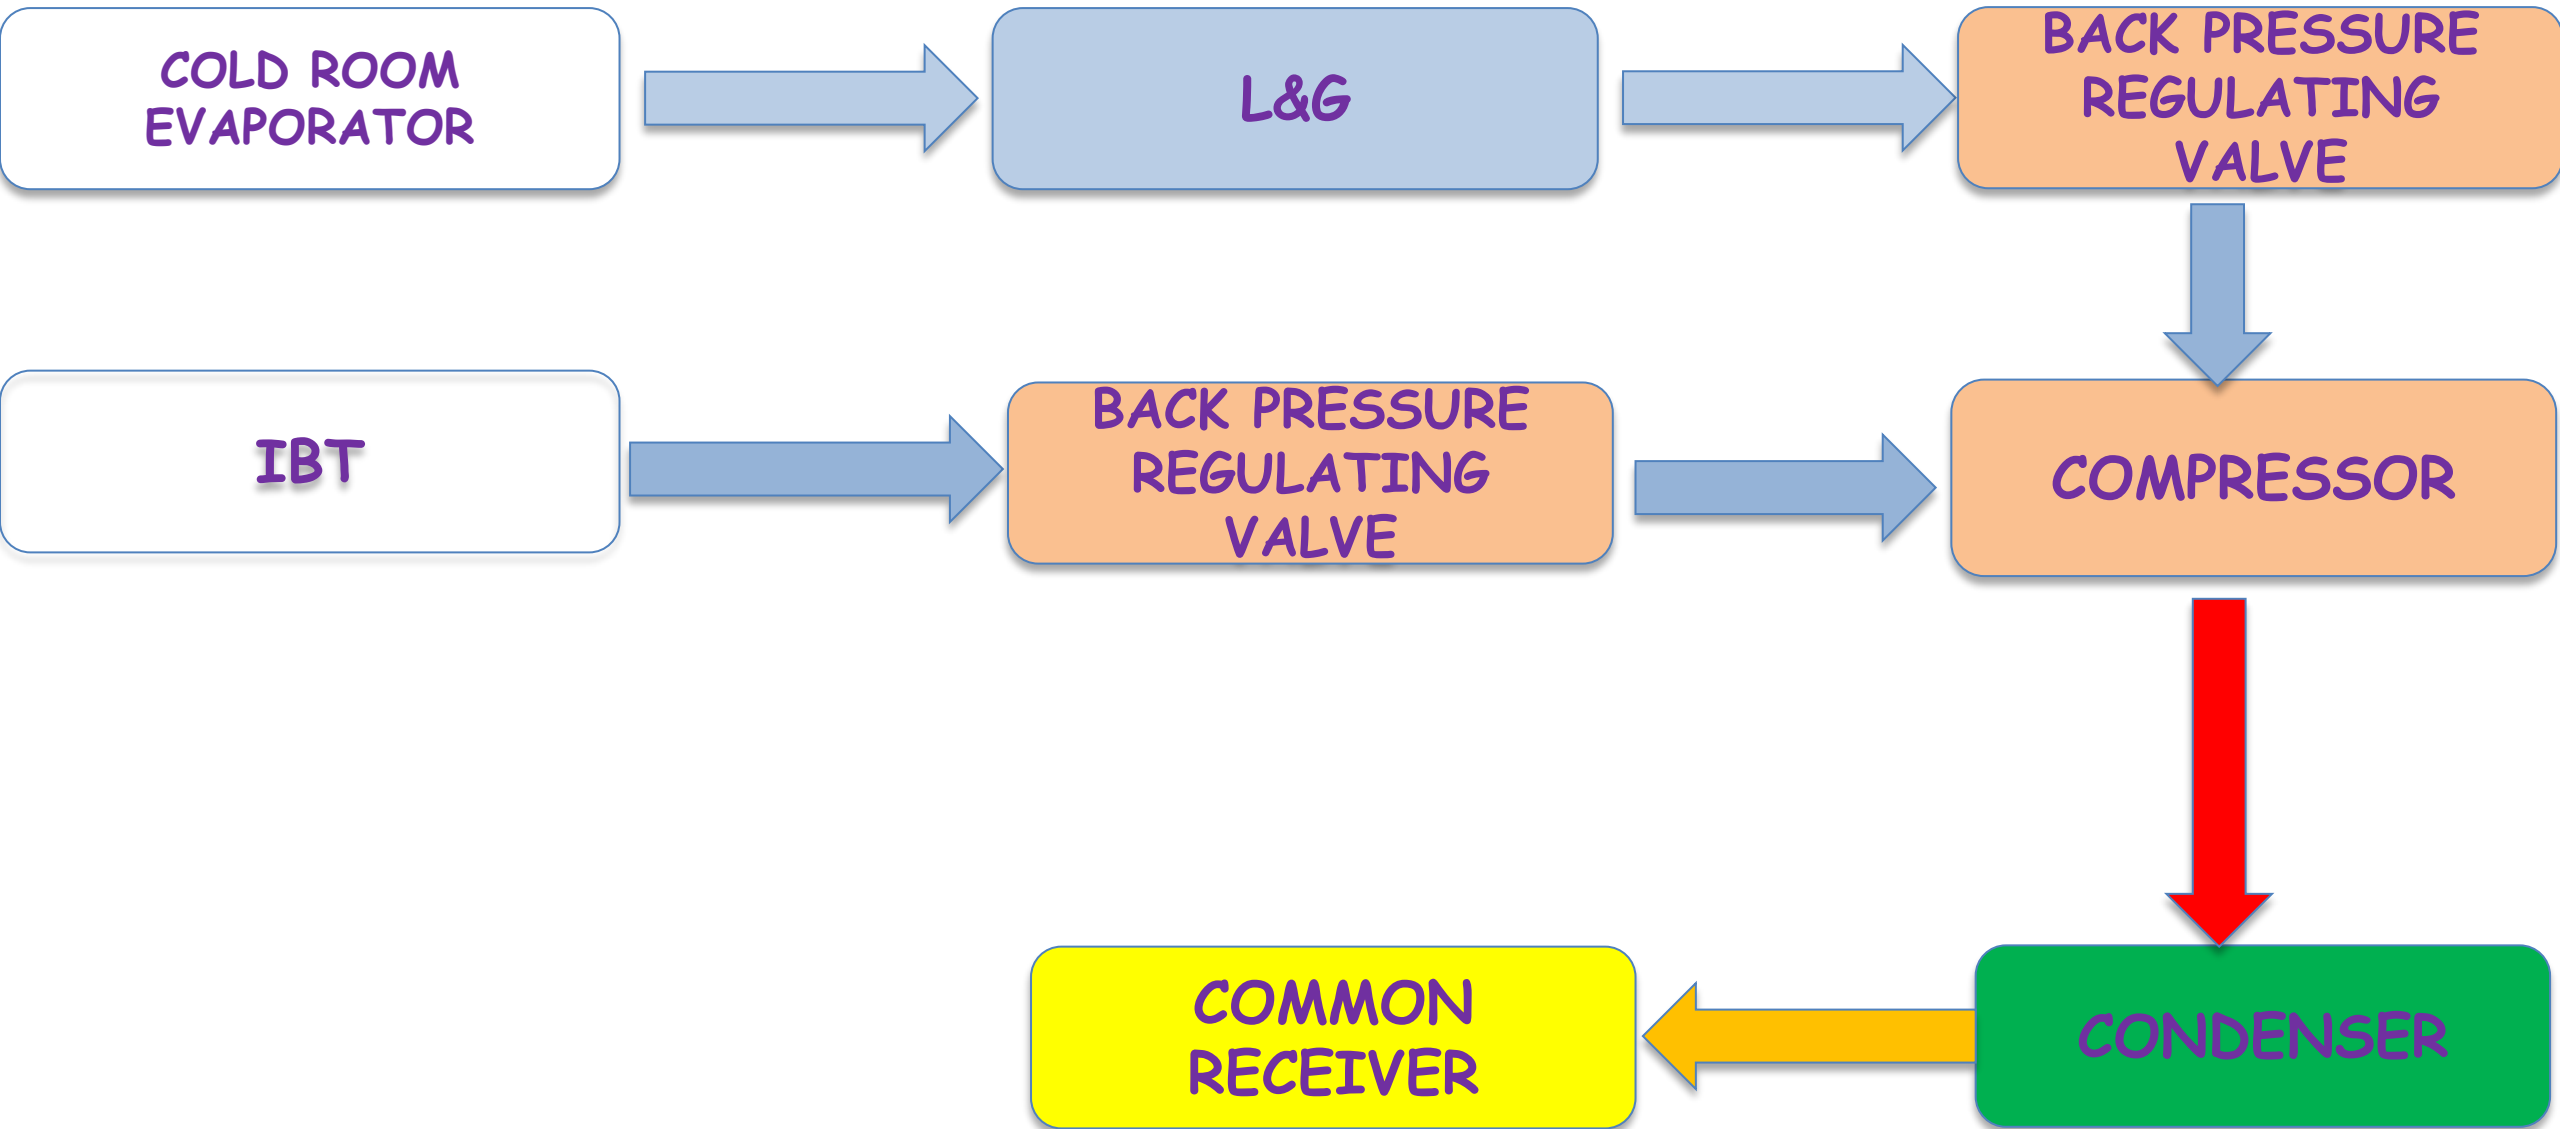 COLD ROOM
EVAPORATOR
L&G
BACK PRESSURE
REGULATING
VALVE
IBT
BACK PRESSURE
REGULATING
VALVE
COMPRESSOR
COMMON
RECEIVER
CONDENSER